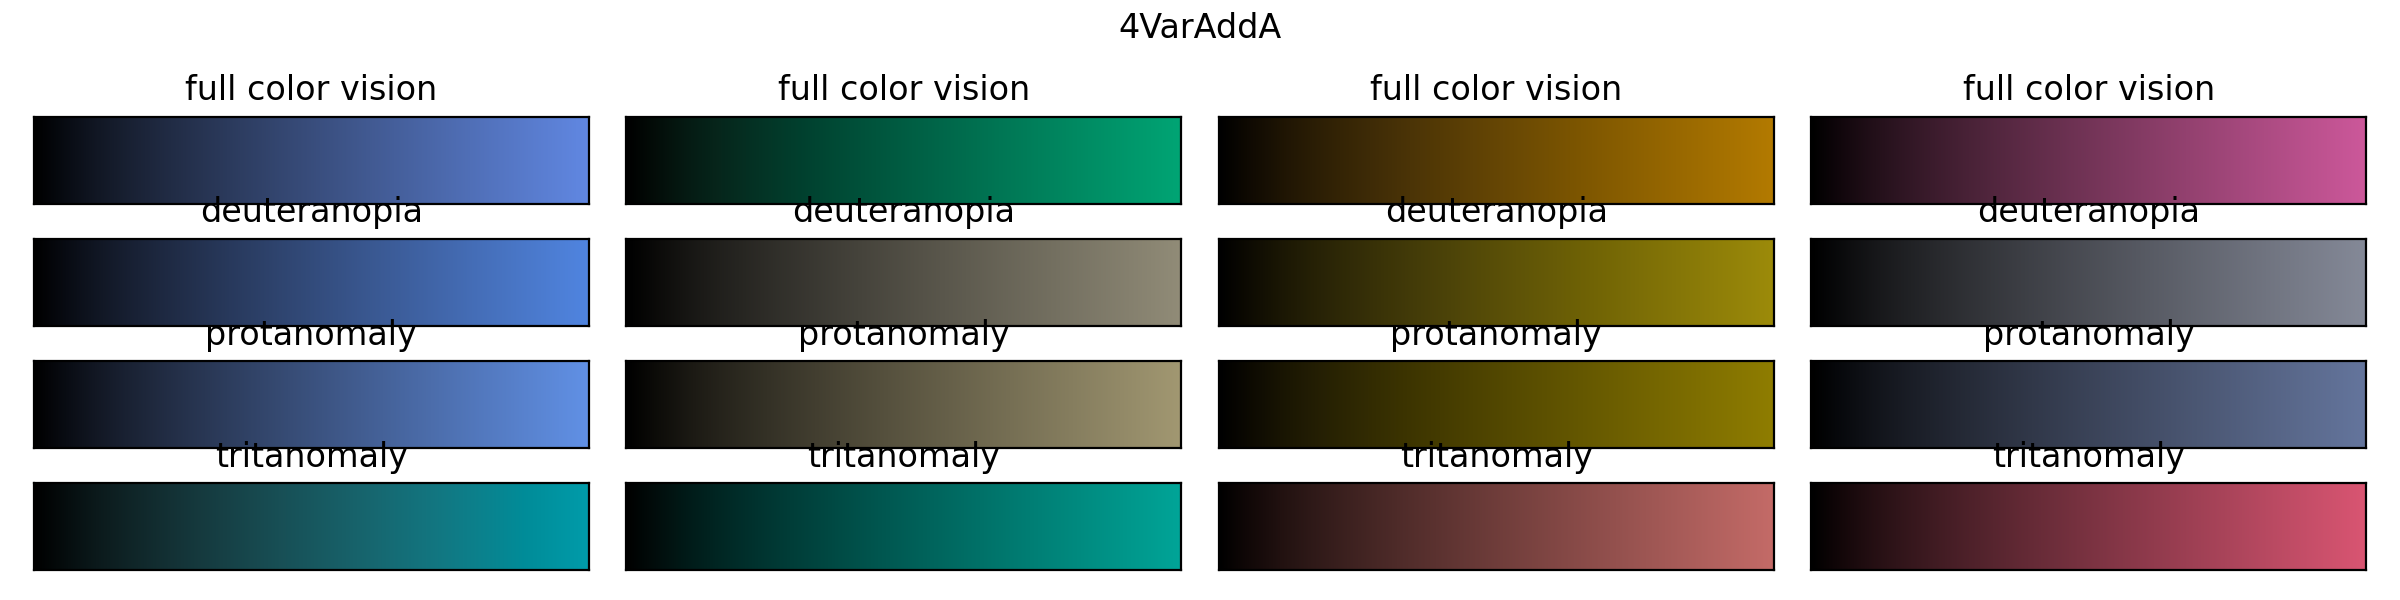 4VarAddA
full color vision full color vision full color vision full color vision
deuteranopia deuteranopia deuteranopia deuteranopia
protanomaly protanomaly protanomaly protanomaly
tritanomaly tritanomaly tritanomaly tritanomaly